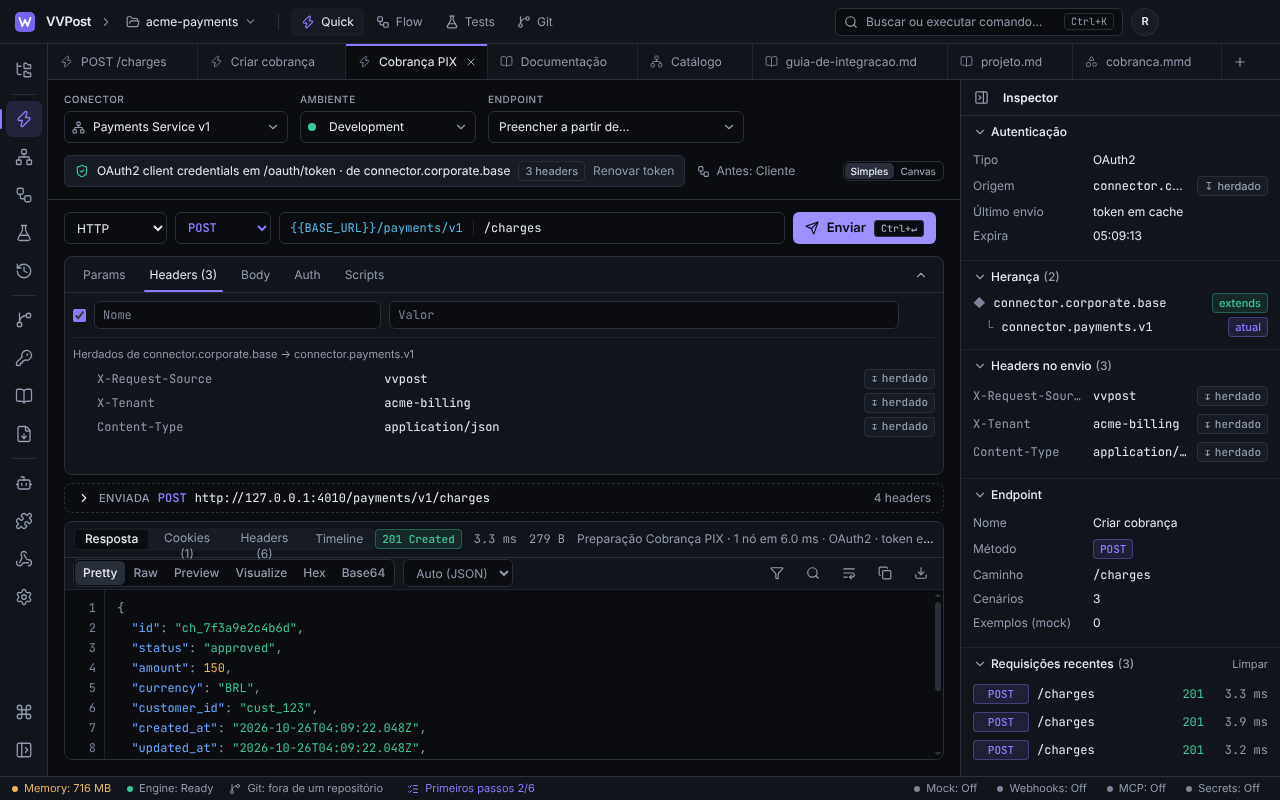 W VVPost > acme-payments Quick Flow Tests Git Buscar ou executar comando... Ctrl+K R
POST /charges Criar cobrança Cobrança PIX × Documentação Catálogo guia-de-integracao.md projeto.md cobranca.mmd +
CONECTOR AMBIENTE ENDPOINT
Payments Service v1 Development Preencher a partir de...
OAuth2 client credentials em /oauth/token · de connector.corporate.base 3 headers Renovar token Antes: Cliente Simples Canvas
HTTP POST {{BASE_URL}}/payments/v1 /charges Enviar Ctrl+↵
Params Headers (3) Body Auth Scripts
Nome Valor
Herdados de connector.corporate.base → connector.payments.v1
X-Request-Source vvpost ↧ herdado
X-Tenant acme-billing ↧ herdado
Content-Type application/json ↧ herdado
ENVIADA POST http://127.0.0.1:4010/payments/v1/charges 4 headers
Resposta Cookies (1) Headers (6) Timeline 201 Created 3.3 ms 279 B Preparação Cobrança PIX · 1 nó em 6.0 ms · OAuth2 · token e...
Pretty Raw Preview Visualize Hex Base64 Auto (JSON)
1 {
2 "id": "ch_7f3a9e2c4b6d",
3 "status": "approved",
4 "amount": 150,
5 "currency": "BRL",
6 "customer_id": "cust_123",
7 "created_at": "2026-10-26T04:09:22.048Z",
8 "updated_at": "2026-10-26T04:09:22.048Z",
Inspector
Autenticação
Tipo OAuth2
Origem connector.c... ↧ herdado
Último envio token em cache
Expira 05:09:13
Herança (2)
connector.corporate.base extends
└ connector.payments.v1 atual
Headers no envio (3)
X-Request-Sour... vvpost ↧ herdado
X-Tenant acme-billing ↧ herdado
Content-Type application/... ↧ herdado
Endpoint
Nome Criar cobrança
Método POST
Caminho /charges
Cenários 3
Exemplos (mock) 0
Requisições recentes (3) Limpar
POST /charges 201 3.3 ms
POST /charges 201 3.9 ms
POST /charges 201 3.2 ms
Memory: 716 MB Engine: Ready Git: fora de um repositório Primeiros passos 2/6 Mock: Off Webhooks: Off MCP: Off Secrets: Off